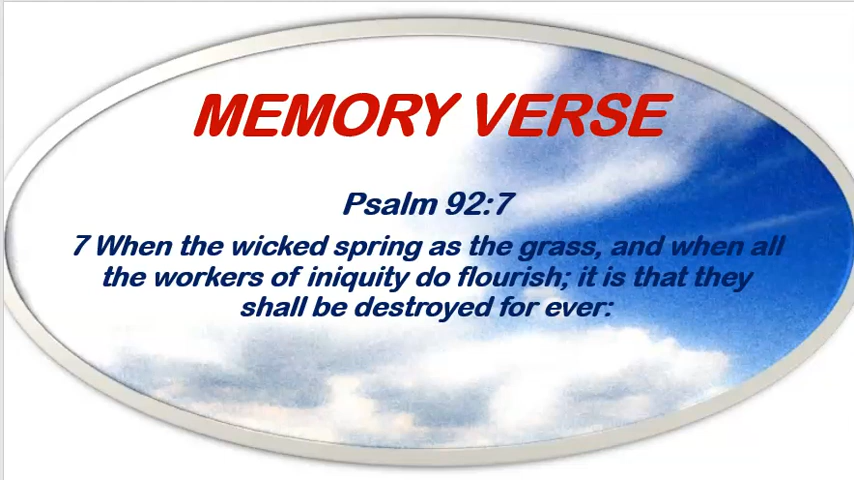 MEMORY VERSE
Psalm 92:7
7 When the wicked spring as the grass, and when all
the workers of iniquity do flourish; it is that they
shall be destroyed for ever: